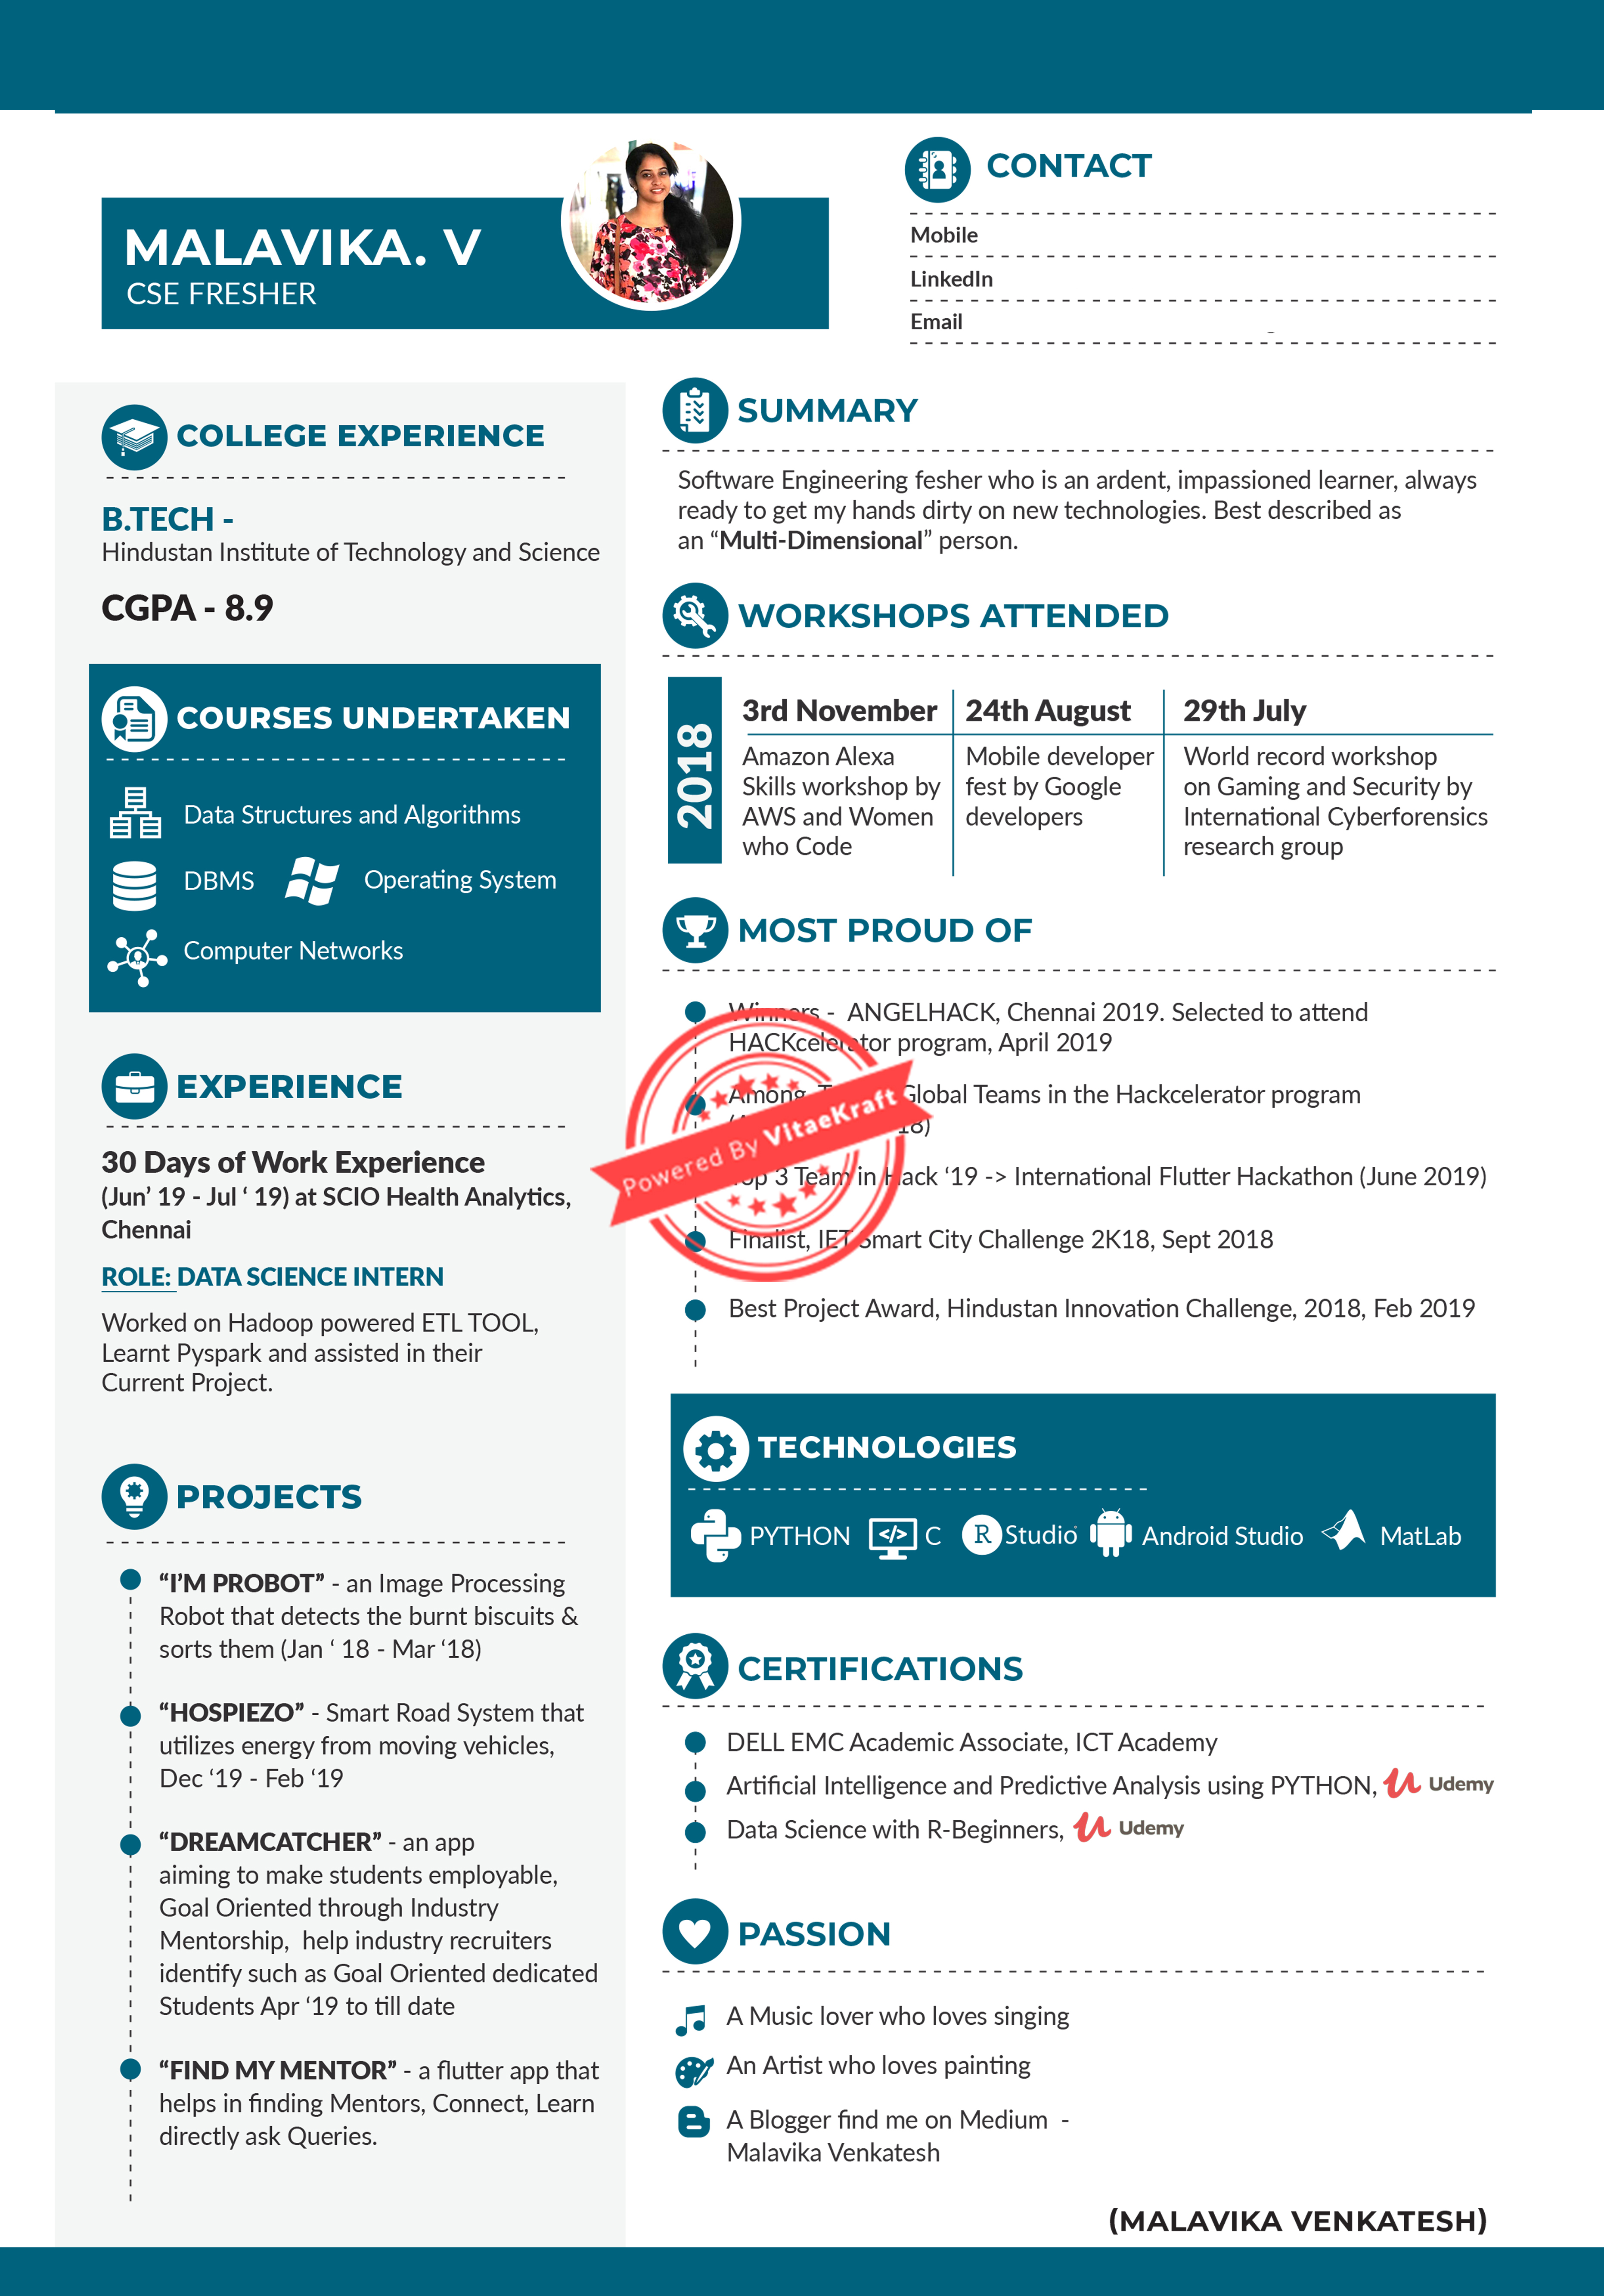 MALAVIKA. V
CSE FRESHER
CONTACT
Mobile
LinkedIn
Email
COLLEGE EXPERIENCE
B.TECH -
Hindustan Institute of Technology and Science
CGPA - 8.9
COURSES UNDERTAKEN
Data Structures and Algorithms
DBMS
Operating System
Computer Networks
EXPERIENCE
30 Days of Work Experience
(Jun’ 19 - Jul ‘ 19) at SCIO Health Analytics,
Chennai
ROLE: DATA SCIENCE INTERN
Worked on Hadoop powered ETL TOOL,
Learnt Pyspark and assisted in their
Current Project.
PROJECTS
“I’M PROBOT” - an Image Processing
Robot that detects the burnt biscuits &
sorts them (Jan ‘ 18 - Mar ‘18)
“HOSPIEZO” - Smart Road System that
utilizes energy from moving vehicles,
Dec ‘19 - Feb ‘19
“DREAMCATCHER” - an app
aiming to make students employable,
Goal Oriented through Industry
Mentorship,  help industry recruiters
identify such as Goal Oriented dedicated
Students Apr ‘19 to till date
“FIND MY MENTOR” - a flutter app that
helps in finding Mentors, Connect, Learn
directly ask Queries.
SUMMARY
Software Engineering fesher who is an ardent, impassioned learner, always
ready to get my hands dirty on new technologies. Best described as
an “Multi-Dimensional” person.
WORKSHOPS ATTENDED
2018
3rd November
Amazon Alexa
Skills workshop by
AWS and Women
who Code
24th August
Mobile developer
fest by Google
developers
29th July
World record workshop
on Gaming and Security by
International Cyberforensics
research group
MOST PROUD OF
Winners -  ANGELHACK, Chennai 2019. Selected to attend
HACKcelerator program, April 2019
Among Global Teams in the Hackcelerator program
18)
Top 3 Team in Hack ‘19 -> International Flutter Hackathon (June 2019)
Finalist, IET Smart City Challenge 2K18, Sept 2018
Best Project Award, Hindustan Innovation Challenge, 2018, Feb 2019
Powered By VitaeKraft
TECHNOLOGIES
PYTHON
</> C
R Studio
Android Studio
MatLab
CERTIFICATIONS
DELL EMC Academic Associate, ICT Academy
Artificial Intelligence and Predictive Analysis using PYTHON, Udemy
Data Science with R-Beginners, Udemy
PASSION
A Music lover who loves singing
An Artist who loves painting
A Blogger find me on Medium  -
Malavika Venkatesh
(MALAVIKA VENKATESH)